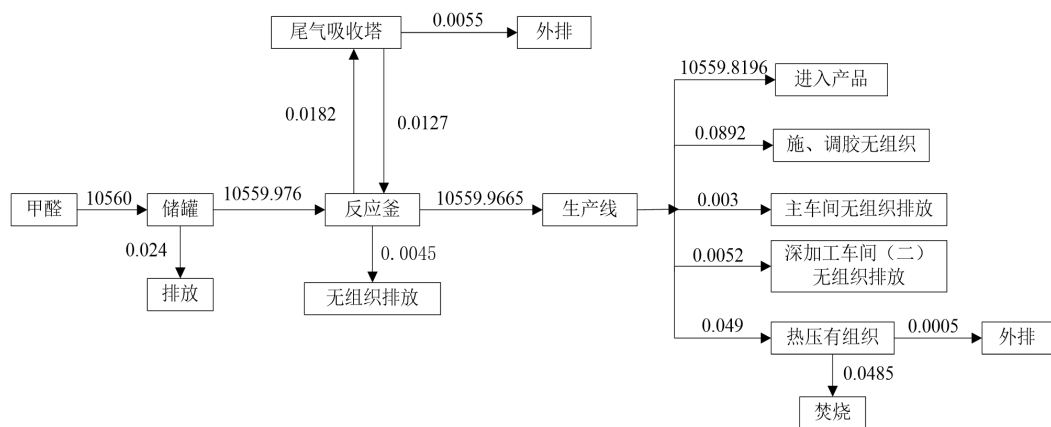 尾气吸收塔
0.0055
外排
10559.8196
进入产品
0.0182
0.0127
0.0892
施、调胶无组织
甲醛
10560
储罐
10559.976
反应釜
10559.9665
生产线
0.003
主车间无组织排放
0.024
0.0045
0.0052
深加工车间（二）
无组织排放
排放
无组织排放
0.049
热压有组织
0.0005
外排
0.0485
焚烧